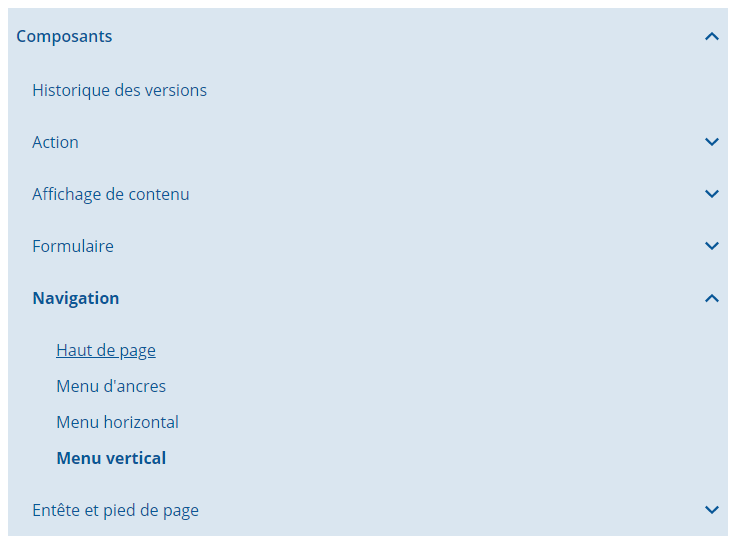 Composants
Historique des versions
Action
Affichage de contenu
Formulaire
Navigation
Haut de page
Menu d'ancres
Menu horizontal
Menu vertical
Entête et pied de page